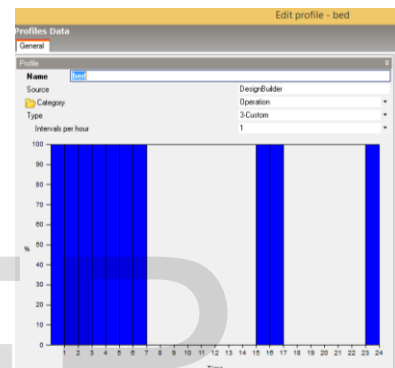 Edit profile - bed
Profiles Data
General
Profile
Name bed
Source DesignBuilder
Category Operation
Type 3-Custom
Intervals per hour 1
100
90
80
70
60
% 50
40
30
20
10
0
1 2 3 4 5 6 7 8 9 10 11 12 13 14 15 16 17 18 19 20 21 22 23 24
Time